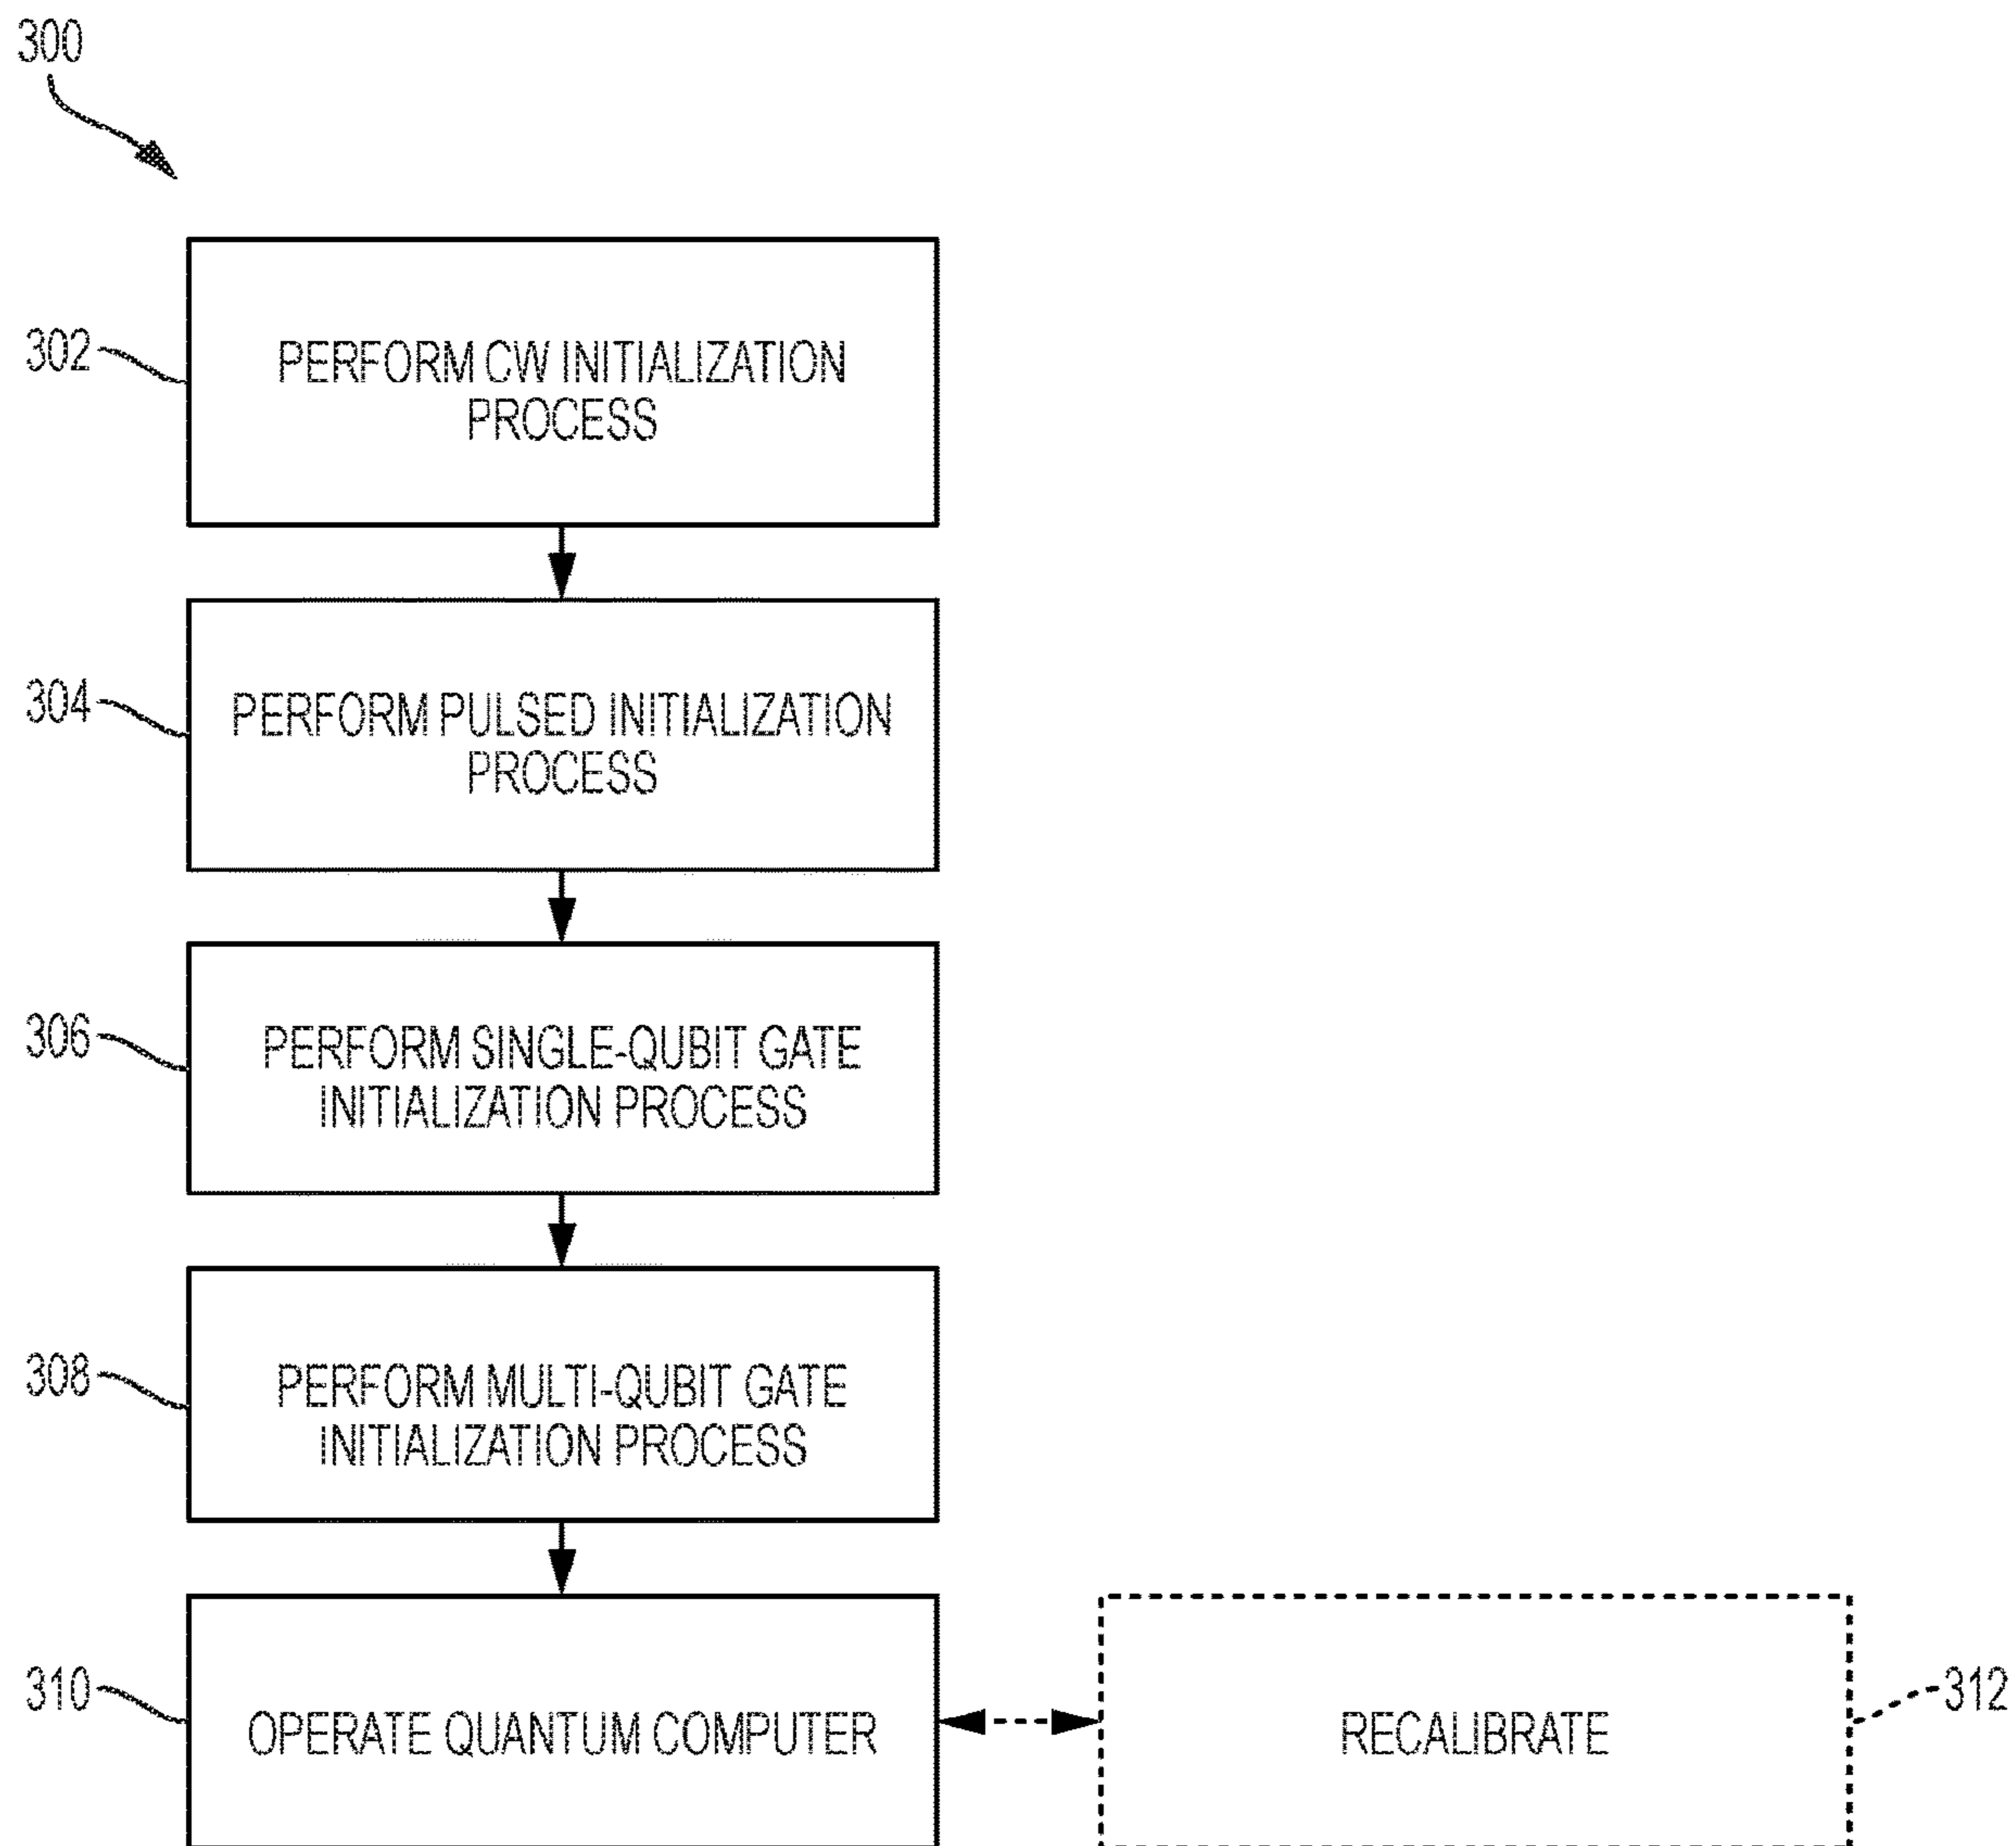 300
302
PERFORM CW INITIALIZATION
PROCESS
304
PERFORM PULSED INITIALIZATION
PROCESS
306
PERFORM SINGLE-QUBIT GATE
INITIALIZATION PROCESS
308
PERFORM MULTI-QUBIT GATE
INITIALIZATION PROCESS
310
OPERATE QUANTUM COMPUTER
RECALIBRATE
312